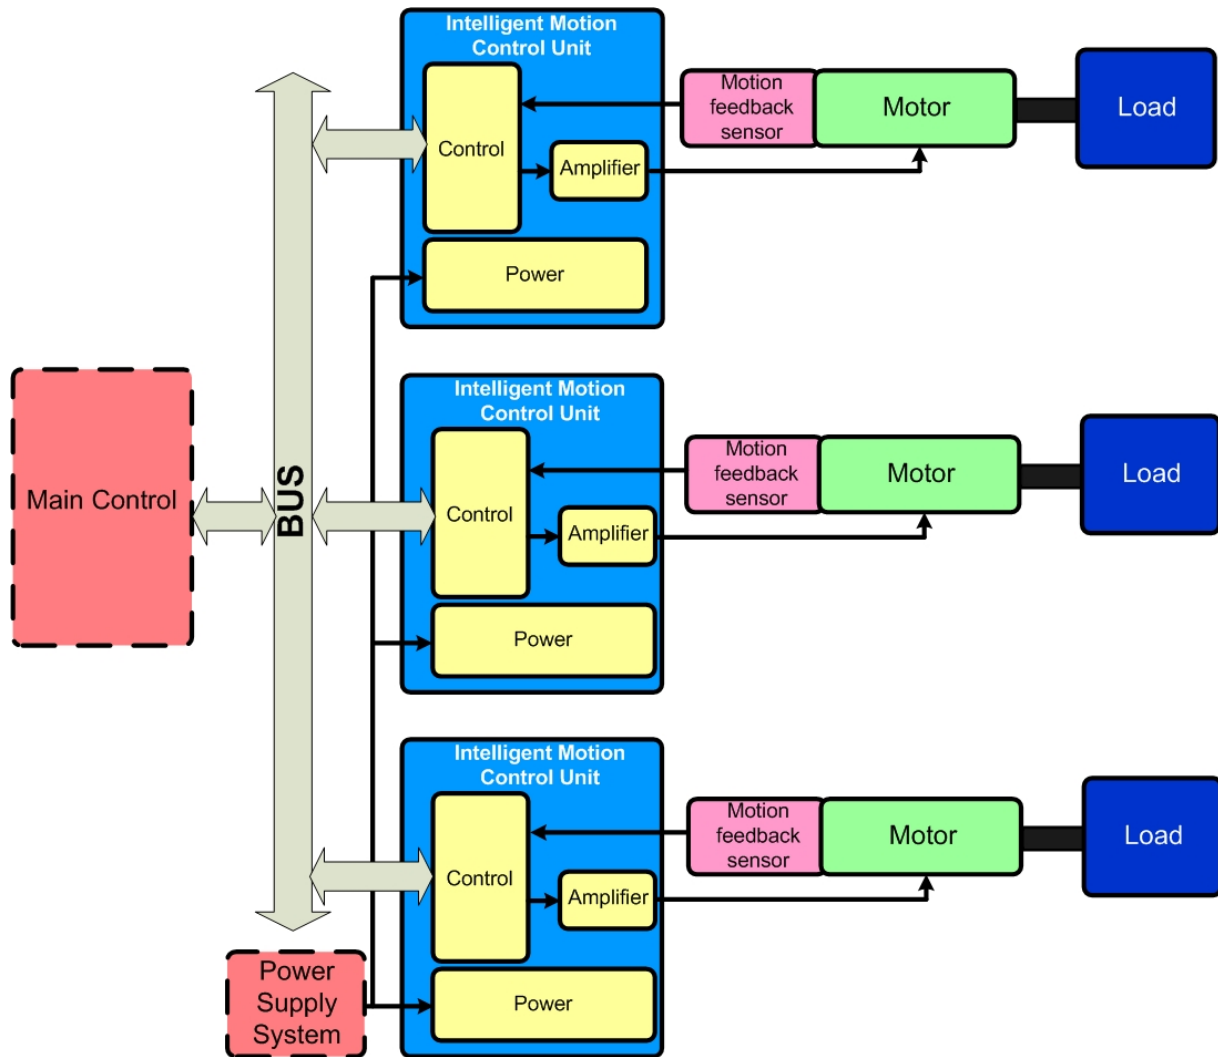 Intelligent Motion
Control Unit
Control
Amplifier
Power
Motion
feedback
sensor
Motor
Load
Main Control
BUS
Intelligent Motion
Control Unit
Control
Amplifier
Power
Motion
feedback
sensor
Motor
Load
Intelligent Motion
Control Unit
Control
Amplifier
Power
Motion
feedback
sensor
Motor
Load
Power
Supply
System